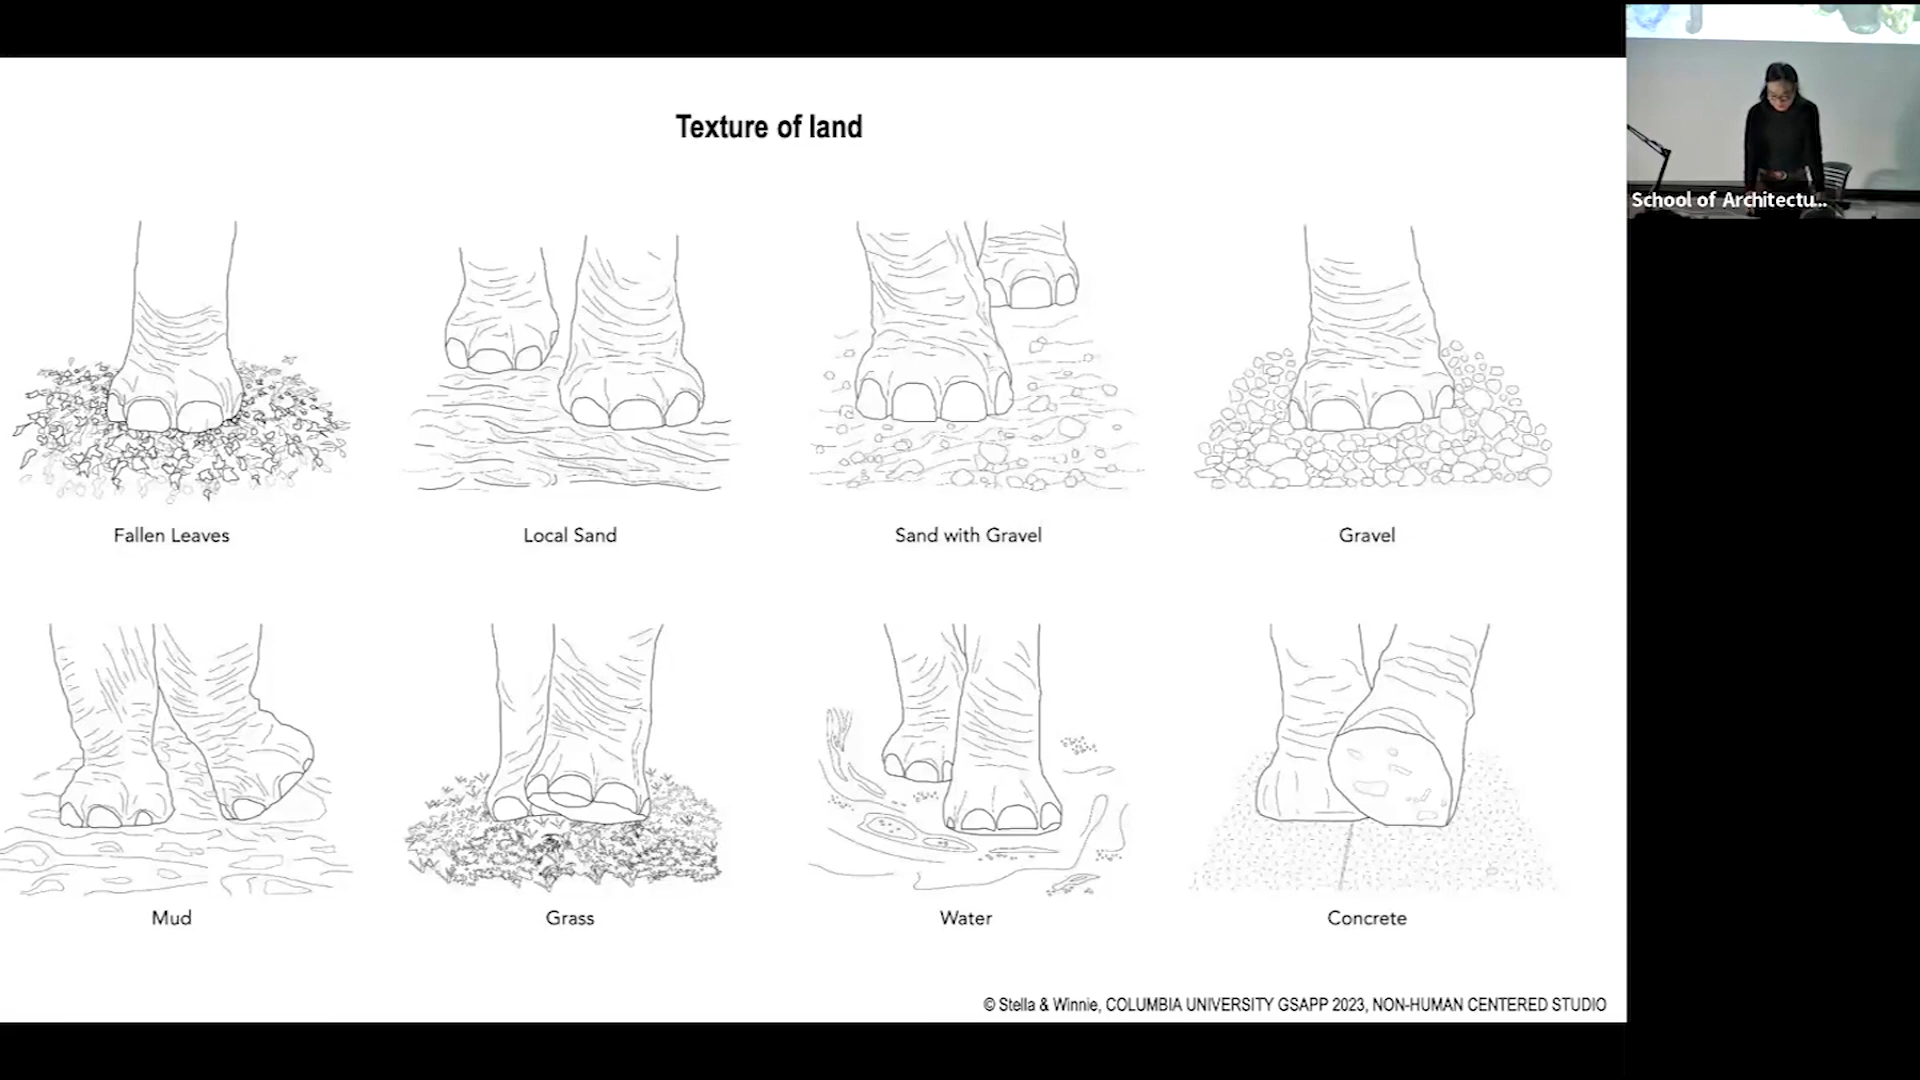 Texture of land
School of Architectu...
Fallen Leaves
Local Sand
Sand with Gravel
Gravel
Mud
Grass
Water
Concrete
© Stella & Winnie, COLUMBIA UNIVERSITY GSAPP 2023, NON-HUMAN CENTERED STUDIO